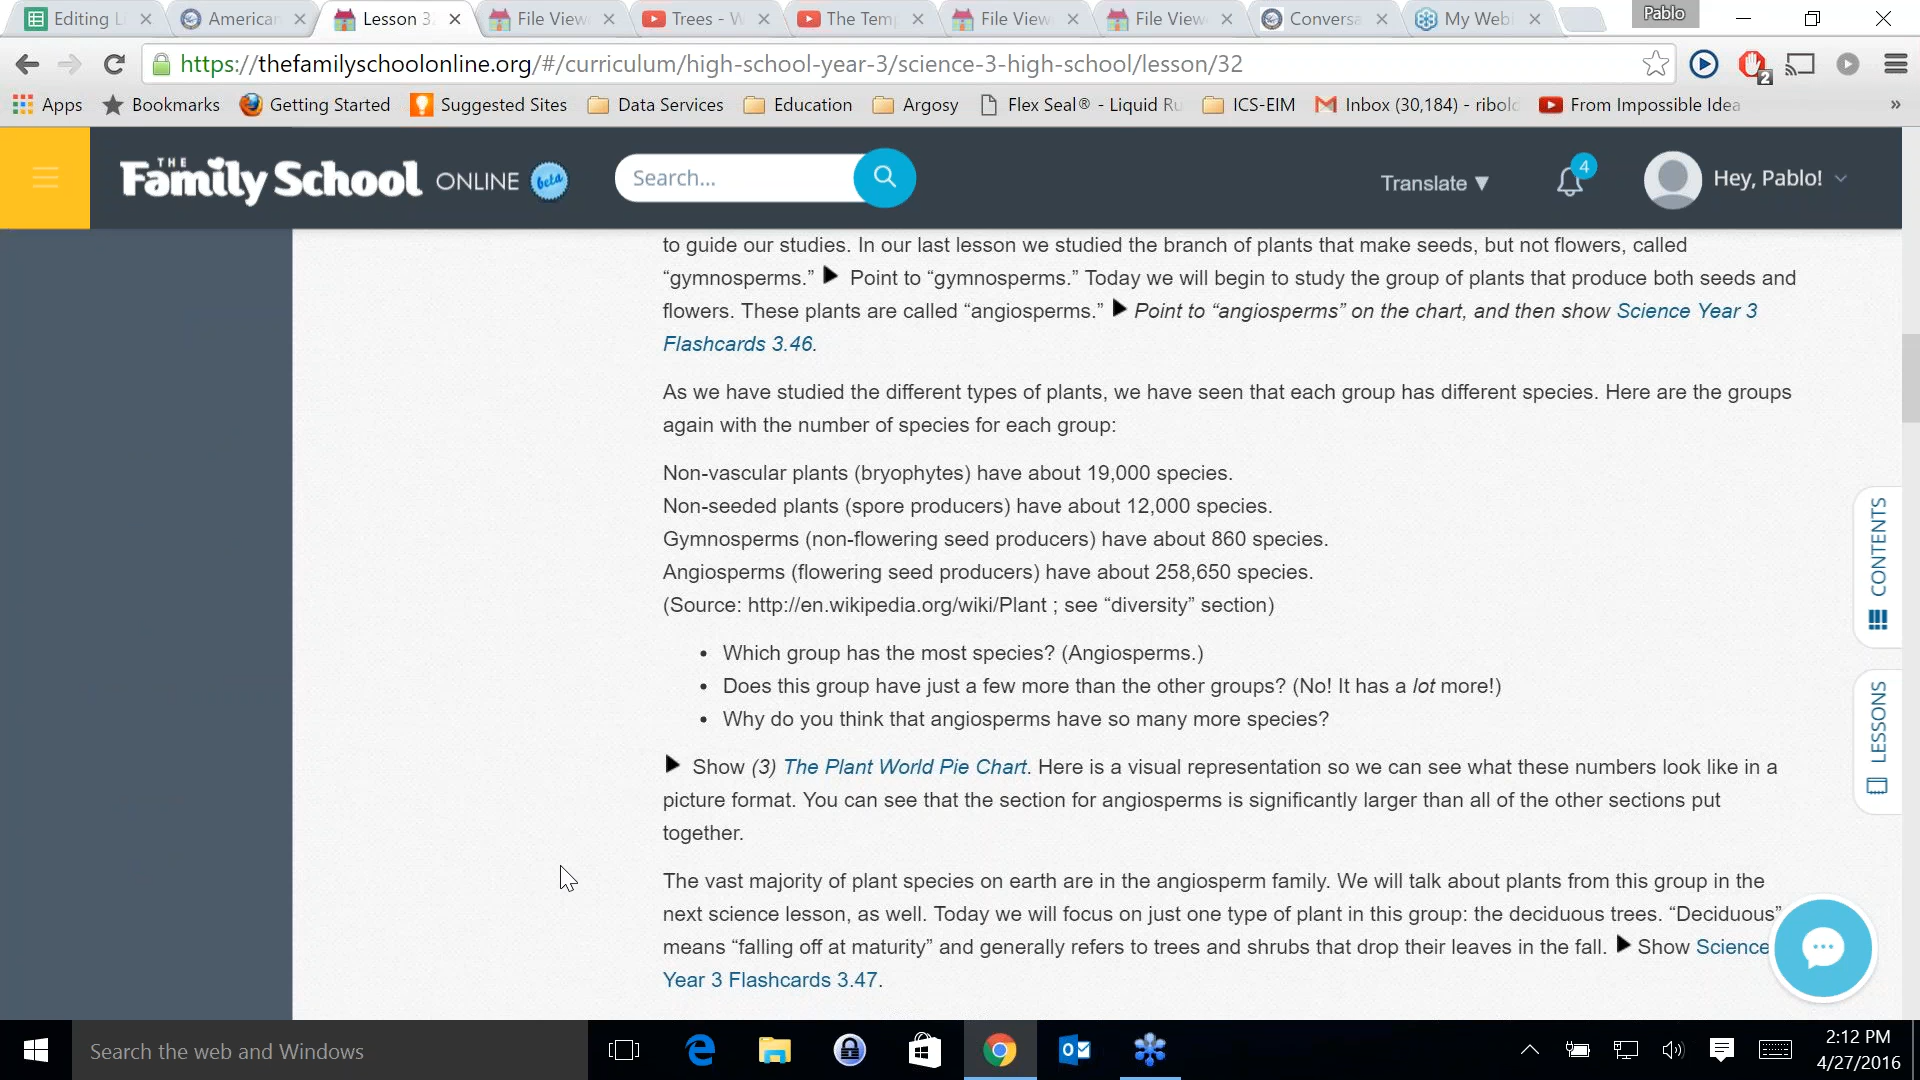 Editing L
American
Lesson 3
File View
Trees - W
The Temp
File View
File View
Conversa
My Web
Pablo
https://thefamilyschoolonline.org/#/curriculum/high-school-year-3/science-3-high-school/lesson/32
2
Apps
Bookmarks
Getting Started
Suggested Sites
Data Services
Education
Argosy
Flex Seal® - Liquid Ru
ICS-EIM
Inbox (30,184) - ribolo
From Impossible Idea
»
THE
Family School ONLINE beta
Search...
Translate ▼
4
Hey, Pablo!
to guide our studies. In our last lesson we studied the branch of plants that make seeds, but not flowers, called
“gymnosperms.” ▶ Point to “gymnosperms.” Today we will begin to study the group of plants that produce both seeds and
flowers. These plants are called “angiosperms.” ▶ Point to “angiosperms” on the chart, and then show Science Year 3
Flashcards 3.46.
As we have studied the different types of plants, we have seen that each group has different species. Here are the groups
again with the number of species for each group:
Non-vascular plants (bryophytes) have about 19,000 species.
Non-seeded plants (spore producers) have about 12,000 species.
Gymnosperms (non-flowering seed producers) have about 860 species.
Angiosperms (flowering seed producers) have about 258,650 species.
(Source: http://en.wikipedia.org/wiki/Plant ; see “diversity” section)
• Which group has the most species? (Angiosperms.)
• Does this group have just a few more than the other groups? (No! It has a lot more!)
• Why do you think that angiosperms have so many more species?
▶ Show (3) The Plant World Pie Chart. Here is a visual representation so we can see what these numbers look like in a
picture format. You can see that the section for angiosperms is significantly larger than all of the other sections put
together.
The vast majority of plant species on earth are in the angiosperm family. We will talk about plants from this group in the
next science lesson, as well. Today we will focus on just one type of plant in this group: the deciduous trees. “Deciduous”
means “falling off at maturity” and generally refers to trees and shrubs that drop their leaves in the fall. ▶ Show Science
Year 3 Flashcards 3.47.
CONTENTS
LESSONS
Search the web and Windows
2:12 PM
4/27/2016